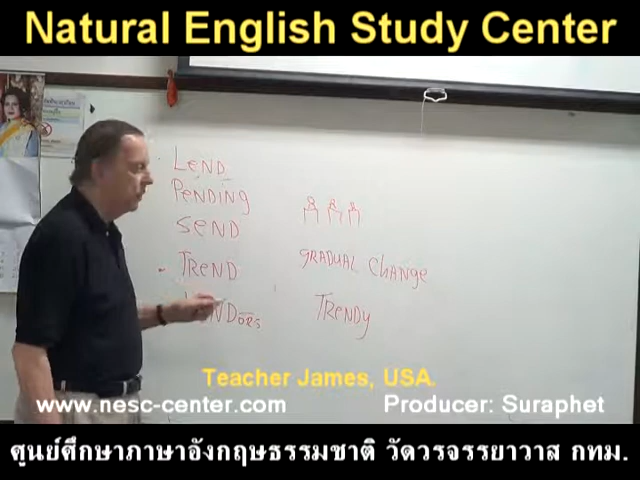 Natural English Study Center
LeND
PeNDiNg
SeND
TReND
GRADUAL CHANGe
NDORS
TReNDy
Teacher James, USA.
www.nesc-center.com
Producer: Suraphet
ศูนย์ศึกษาภาษาอังกฤษธรรมชาติ วัดวรจรรยาวาส กทม.